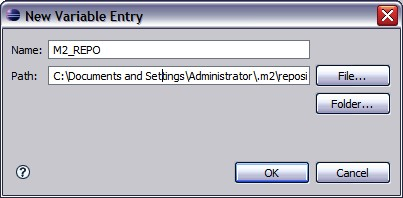 New Variable Entry
Name: M2_REPO
Path: C:\Documents and Settings\Administrator\.m2\reposi File...
Folder...
OK Cancel